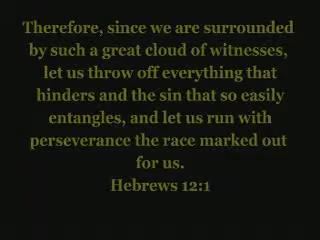 Therefore, since we are surrounded
by such a great cloud of witnesses,
let us throw off everything that
hinders and the sin that so easily
entangles, and let us run with
perseverance the race marked out
for us.
Hebrews 12:1